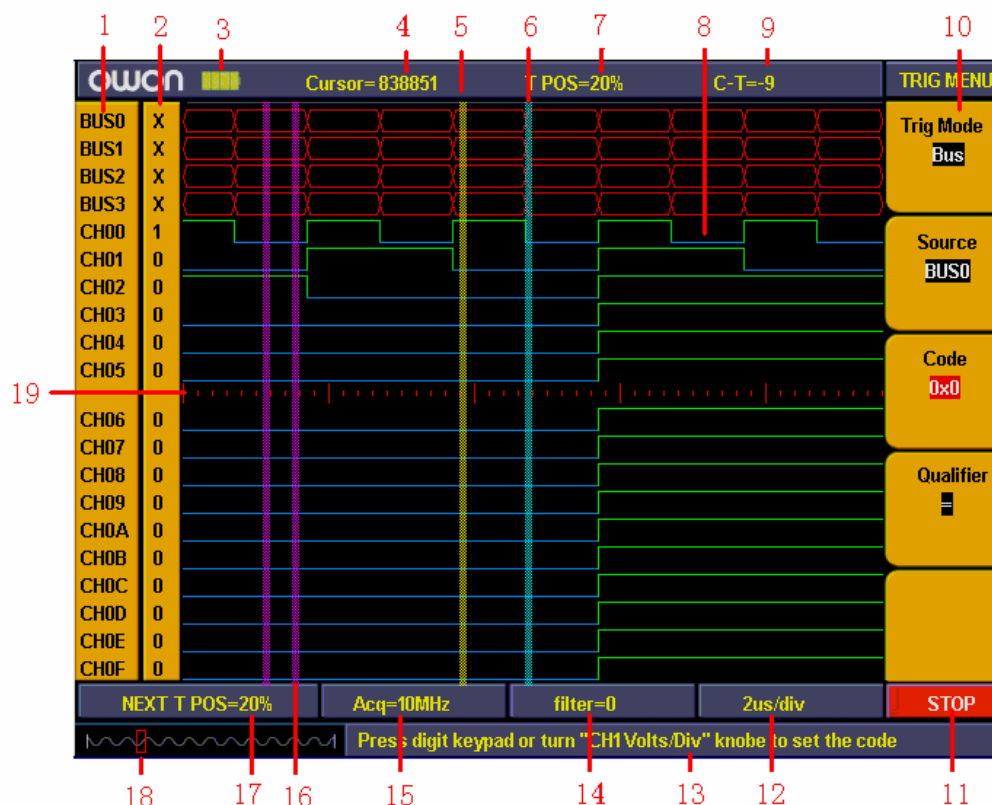 1 2 3 4 5 6 7 8 9 10
owon Cursor=838851 T POS=20% C-T=-9 TRIG MENU
BUS0 X
BUS1 X
BUS2 X
BUS3 X
CH00 1
CH01 0
CH02 0
CH03 0
CH04 0
CH05 0
19
CH06 0
CH07 0
CH08 0
CH09 0
CH0A 0
CH0B 0
CH0C 0
CH0D 0
CH0E 0
CH0F 0
Trig Mode
Bus
Source
BUS0
Code
0x0
Qualifier
=
NEXT T POS=20% Acq=10MHz filter=0 2us/div STOP
Press digit keypad or turn "CH1 Volts/Div" knobe to set the code
18 17 16 15 14 13 12 11